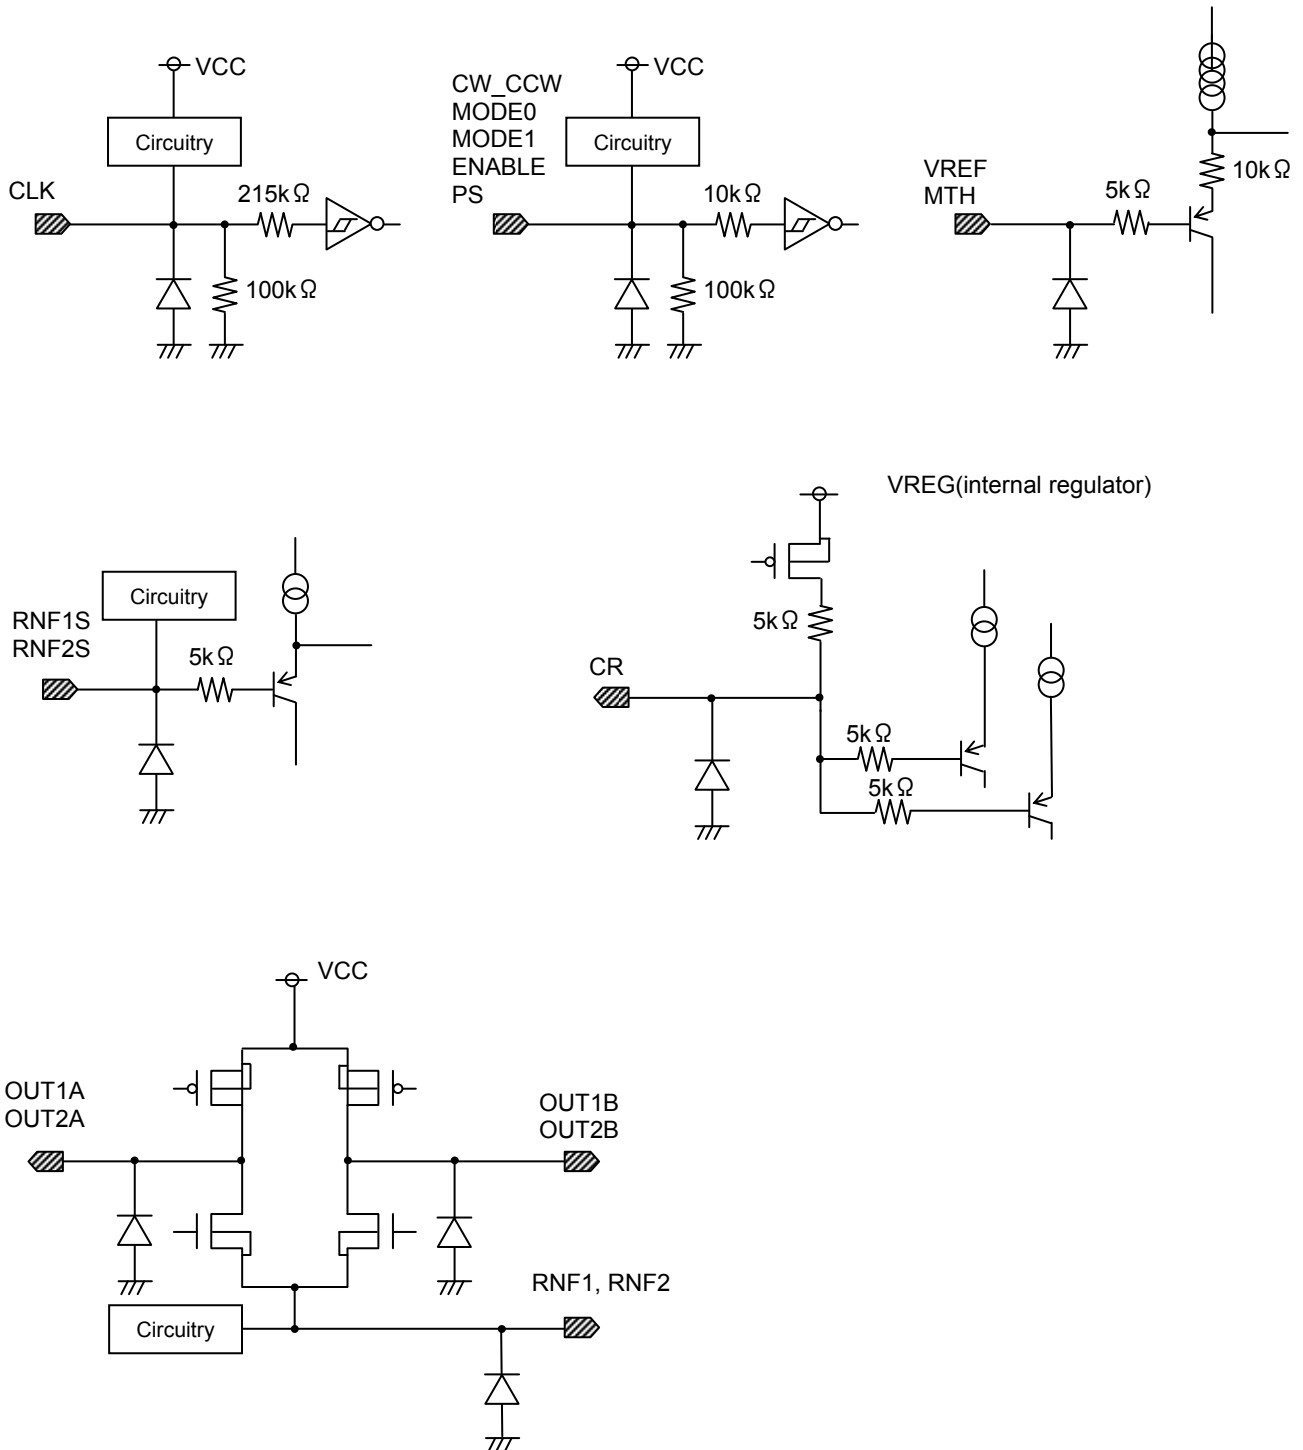 VCC
Circuitry
CLK
215kΩ
100kΩ
CW_CCW
MODE0
MODE1
ENABLE
PS
VCC
Circuitry
10kΩ
100kΩ
VREF
MTH
5kΩ
10kΩ
Circuitry
RNF1S
RNF2S
5kΩ
VREG(internal regulator)
5kΩ
CR
5kΩ
5kΩ
VCC
OUT1A
OUT2A
OUT1B
OUT2B
RNF1, RNF2
Circuitry